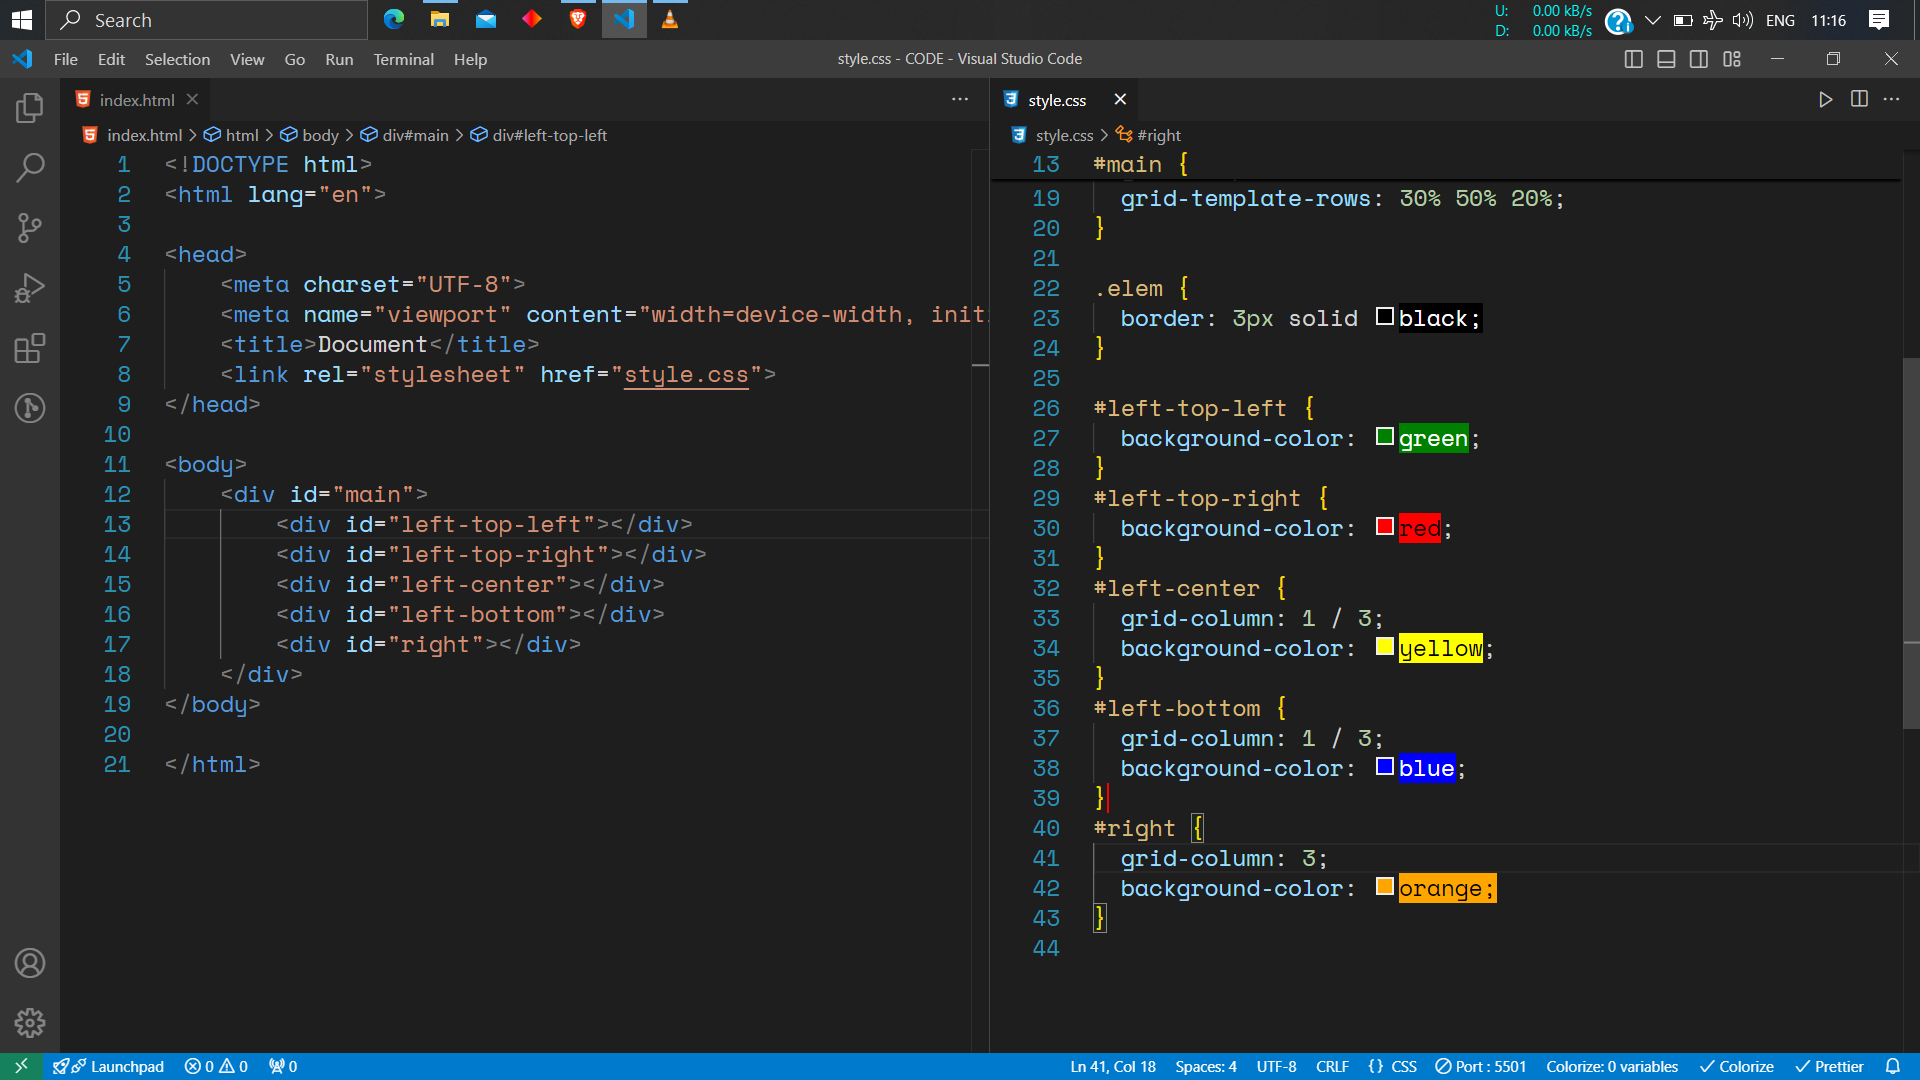 Search
U: 0.00 kB/s
D: 0.00 kB/s
ENG 11:16
File Edit Selection View Go Run Terminal Help
style.css - CODE - Visual Studio Code
index.html
index.html > html > body > div#main > div#left-top-left
1 <!DOCTYPE html>
2 <html lang="en">
3
4 <head>
5 <meta charset="UTF-8">
6 <meta name="viewport" content="width=device-width, init
7 <title>Document</title>
8 <link rel="stylesheet" href="style.css">
9 </head>
10
11 <body>
12 <div id="main">
13 <div id="left-top-left"></div>
14 <div id="left-top-right"></div>
15 <div id="left-center"></div>
16 <div id="left-bottom"></div>
17 <div id="right"></div>
18 </div>
19 </body>
20
21 </html>
style.css
style.css > #right
13 #main {
19 grid-template-rows: 30% 50% 20%;
20 }
21
22 .elem {
23 border: 3px solid black;
24 }
25
26 #left-top-left {
27 background-color: green;
28 }
29 #left-top-right {
30 background-color: red;
31 }
32 #left-center {
33 grid-column: 1 / 3;
34 background-color: yellow;
35 }
36 #left-bottom {
37 grid-column: 1 / 3;
38 background-color: blue;
39 }
40 #right {
41 grid-column: 3;
42 background-color: orange;
43 }
44
Launchpad 0 0 0
Ln 41, Col 18 Spaces: 4 UTF-8 CRLF {} CSS Port : 5501 Colorize: 0 variables Colorize Prettier